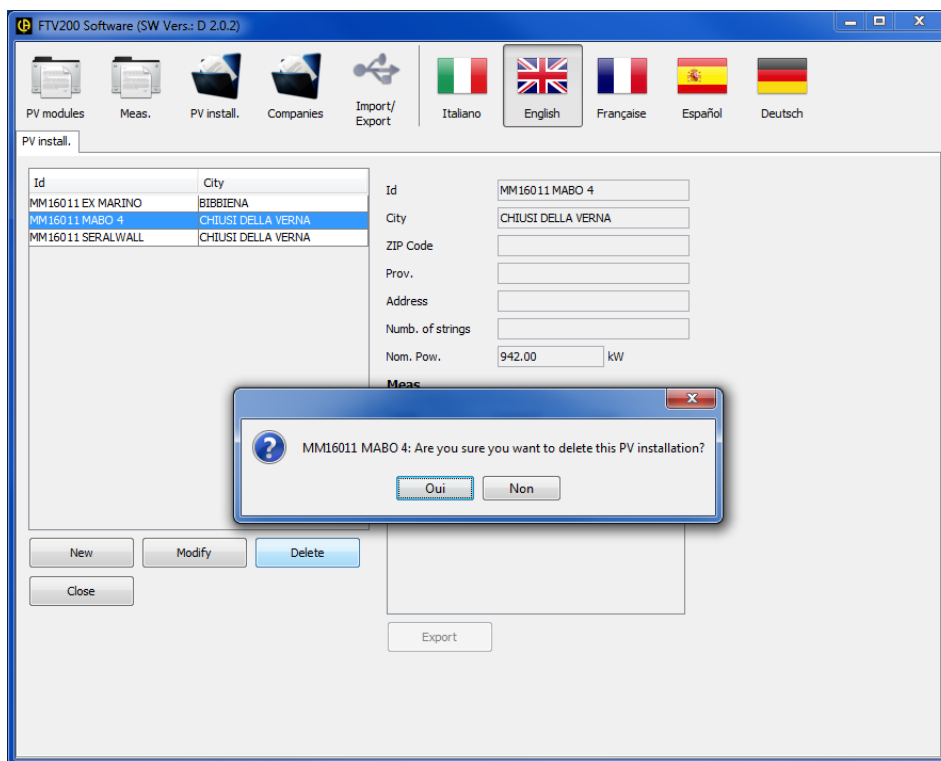 FTV200 Software (SW Vers.: D 2.0.2)
PV modules
Meas.
PV install.
Companies
Import/
Export
Italiano
English
Française
Español
Deutsch
PV install.
Id City
MM16011 EX MARINO BIBBIENA
MM16011 MABO 4 CHIUSI DELLA VERNA
MM16011 SERALWALL CHIUSI DELLA VERNA
Id MM16011 MABO 4
City CHIUSI DELLA VERNA
ZIP Code
Prov.
Address
Numb. of strings
Nom. Pow. 942.00 kW
Meas
MM16011 MABO 4: Are you sure you want to delete this PV installation?
Oui Non
New Modify Delete
Close
Export